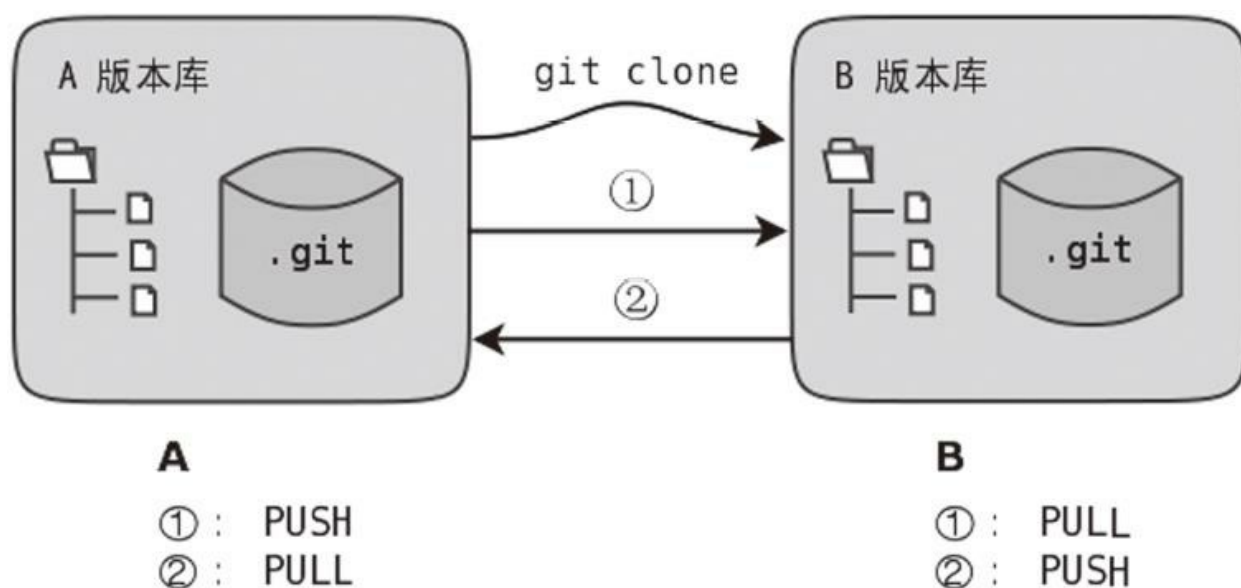 A 版本库
git clone
B 版本库
①
.git
.git
②
A
B
①： PUSH
①： PULL
②： PULL
②： PUSH